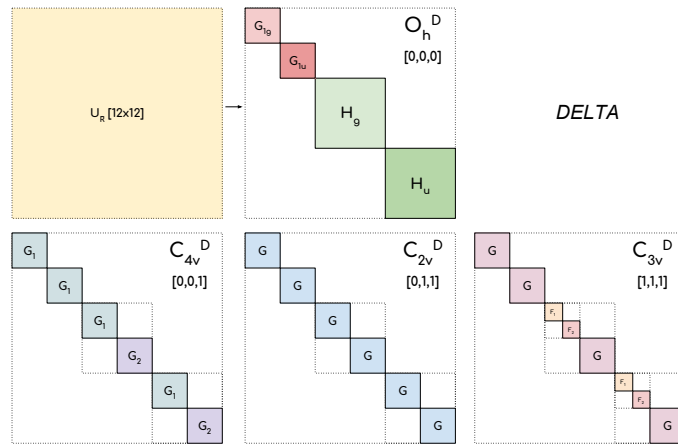 U_R [12x12]
G_1g
G_1u
H_g
H_u
O_h^D
[0,0,0]
DELTA
G_1
G_1
G_1
G_2
G_1
G_2
C_4v^D
[0,0,1]
G
G
G
G
G
G
C_2v^D
[0,1,1]
G
G
F_1
F_2
G
F_1
F_2
G
C_3v^D
[1,1,1]